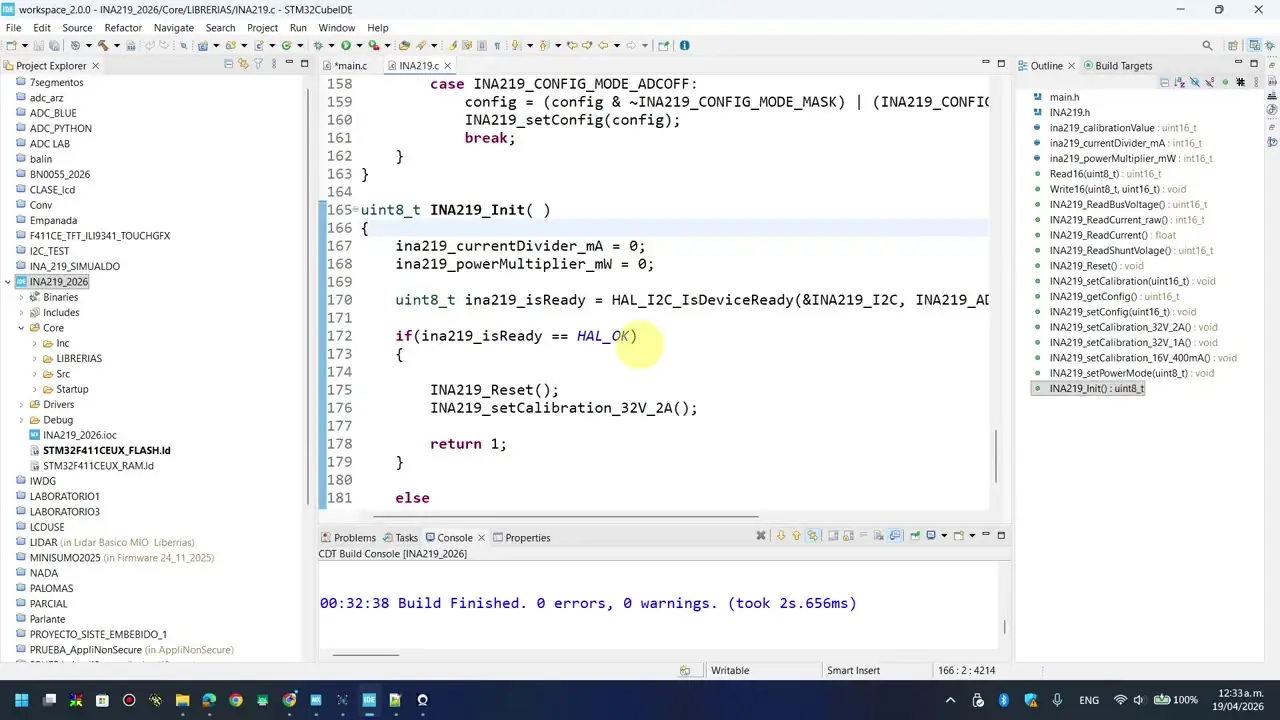 workspace_2.0.0 - INA219_2026/Core/LIBRERIAS/INA219.c - STM32CubeIDE
File Edit Source Refactor Navigate Search Project Run Window Help
Project Explorer
7segmentos
adc_arz
ADC_BLUE
ADC_PYTHON
ADC LAB
balin
BN0055_2026
CLASE_lcd
Conv
Empanada
F411CE_TFT_ILI9341_TOUCHGFX
I2C_TEST
INA_219_SIMUALDO
INA219_2026
Binaries
Includes
Core
Inc
LIBRERIAS
Src
Startup
Drivers
Debug
INA219_2026.ioc
STM32F411CEUX_FLASH.ld
STM32F411CEUX_RAM.ld
IWDG
LABORATORIO1
LABORATORIO3
LCDUSE
LIDAR (in Lidar Basico MIO Liberrias)
MINISUMO2025 (in Firmware 24_11_2025)
NADA
PALOMAS
PARCIAL
Parlante
PROYECTO_SISTE_EMBEBIDO_1
PRUEBA_AppliNonSecure (in AppliNonSecure)
*main.c INA219.c
158 case INA219_CONFIG_MODE_ADCOFF:
159 config = (config & ~INA219_CONFIG_MODE_MASK) | (INA219_CONFIG
160 INA219_setConfig(config);
161 break;
162 }
163 }
164
165 uint8_t INA219_Init( )
166 {
167 ina219_currentDivider_mA = 0;
168 ina219_powerMultiplier_mW = 0;
169
170 uint8_t ina219_isReady = HAL_I2C_IsDeviceReady(&INA219_I2C, INA219_AD
171
172 if(ina219_isReady == HAL_OK)
173 {
174
175 INA219_Reset();
176 INA219_setCalibration_32V_2A();
177
178 return 1;
179 }
180
181 else
Problems Tasks Console Properties
CDT Build Console [INA219_2026]
00:32:38 Build Finished. 0 errors, 0 warnings. (took 2s.656ms)
Outline Build Targets
main.h
INA219.h
ina219_calibrationValue : uint16_t
ina219_currentDivider_mA : int16_t
ina219_powerMultiplier_mW : int16_t
Read16(uint8_t) : uint16_t
Write16(uint8_t, uint16_t) : void
INA219_ReadBusVoltage() : uint16_t
INA219_ReadCurrent_raw() : int16_t
INA219_ReadCurrent() : float
INA219_ReadShuntVolage() : uint16_t
INA219_Reset() : void
INA219_setCalibration(uint16_t) : void
INA219_getConfig() : uint16_t
INA219_setConfig(uint16_t) : void
INA219_setCalibration_32V_2A() : void
INA219_setCalibration_32V_1A() : void
INA219_setCalibration_16V_400mA() : void
INA219_setPowerMode(uint8_t) : void
INA219_Init() : uint8_t
Writable Smart Insert 166 : 2 : 4214
ENG 100% 12:33 a. m.
19/04/2026